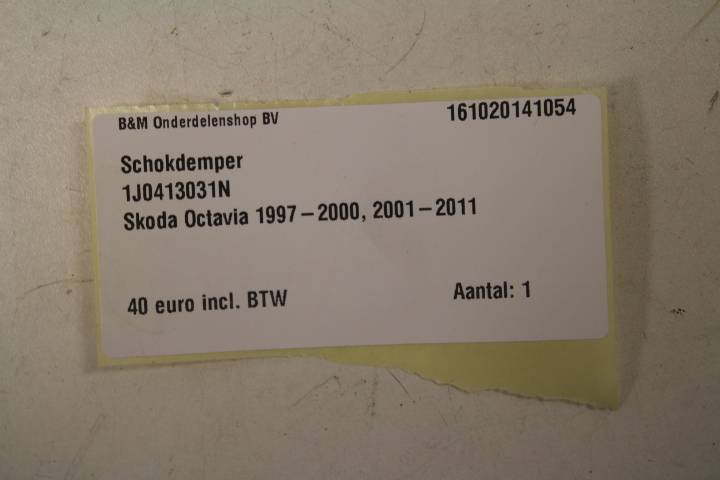 B&M Onderdelenshop BV 161020141054
Schokdemper
1J0413031N
Skoda Octavia 1997-2000, 2001-2011
40 euro incl. BTW Aantal: 1